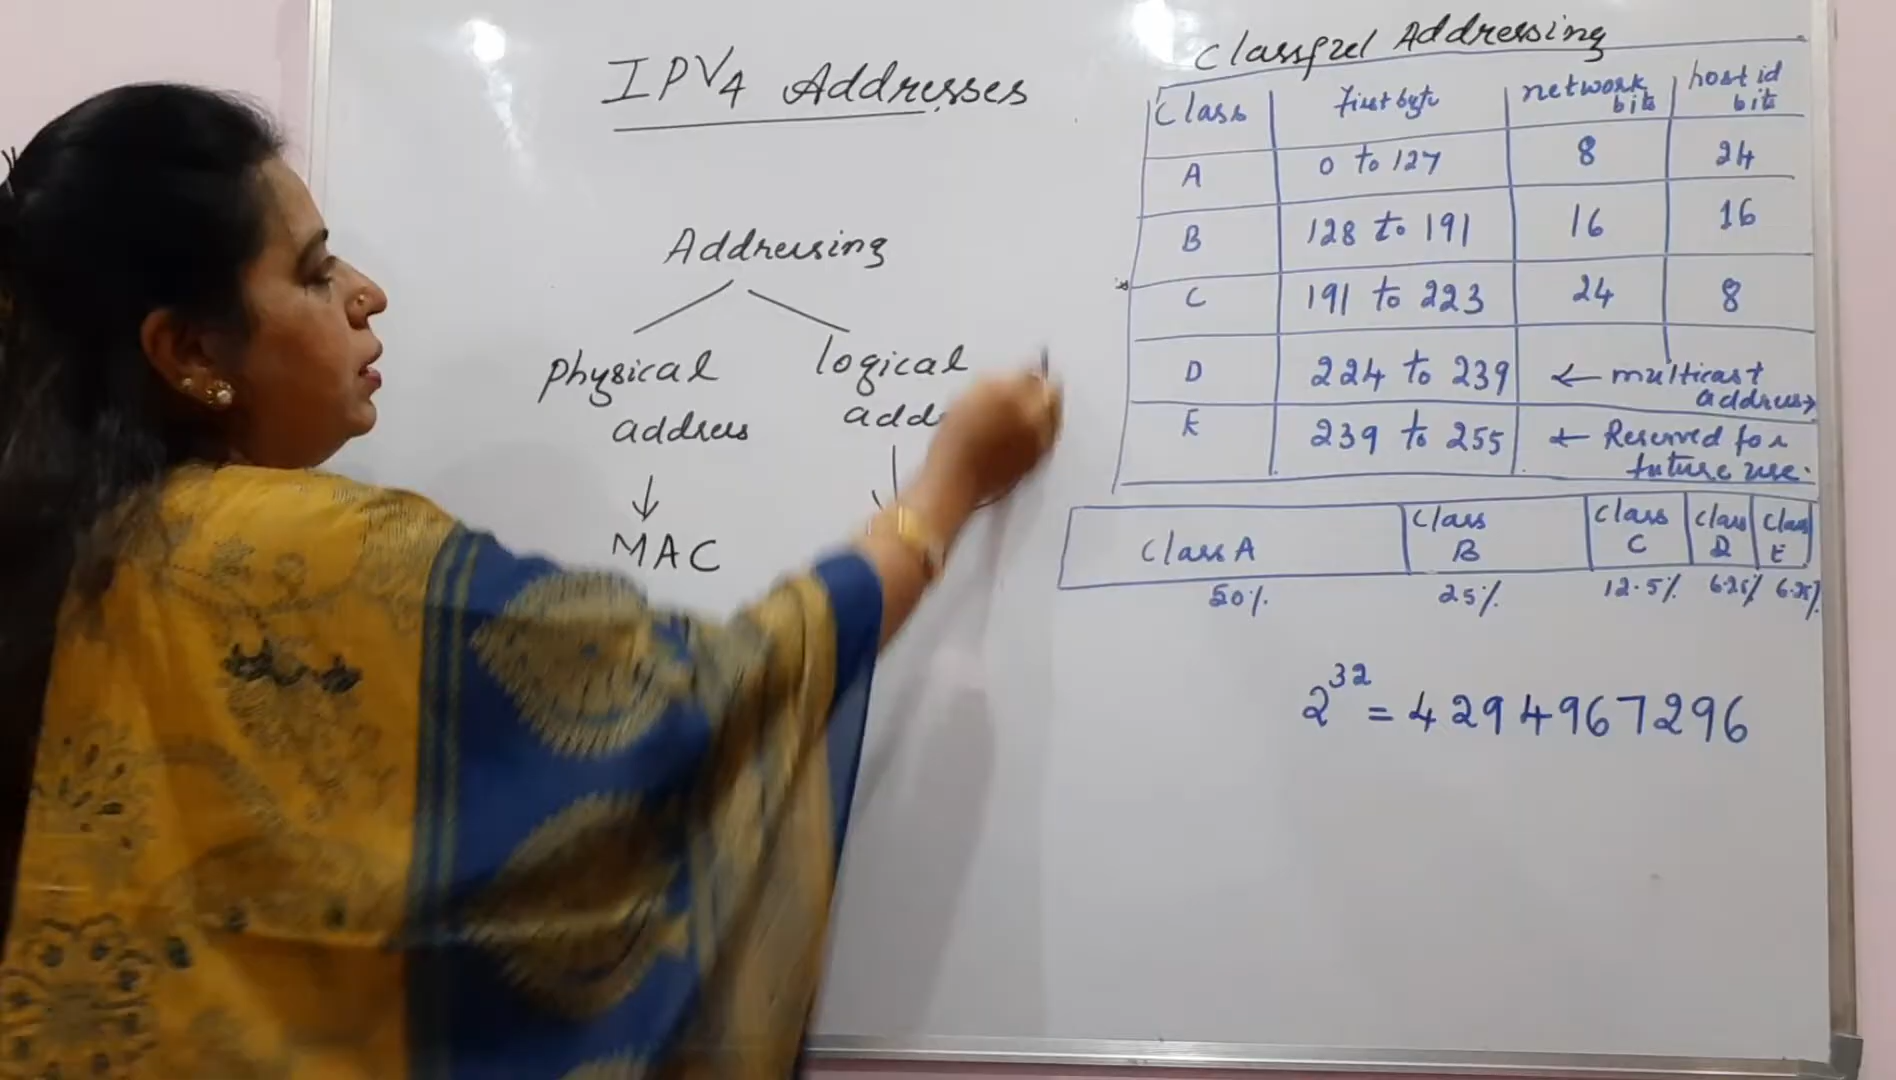 IPV4 Addresses
Addressing
physical
address
MAC
logical
add
Classful Addressing
Class First byte network bits host id bits
A 0 to 127 8 24
B 128 to 191 16 16
C 191 to 223 24 8
D 224 to 239 ← multicast address
E 239 to 255 ← Reserved for future use.
Class A Class B Class C Class D Class E
50% 25% 12.5% 6.25% 6.25%
2^32 = 4294967296